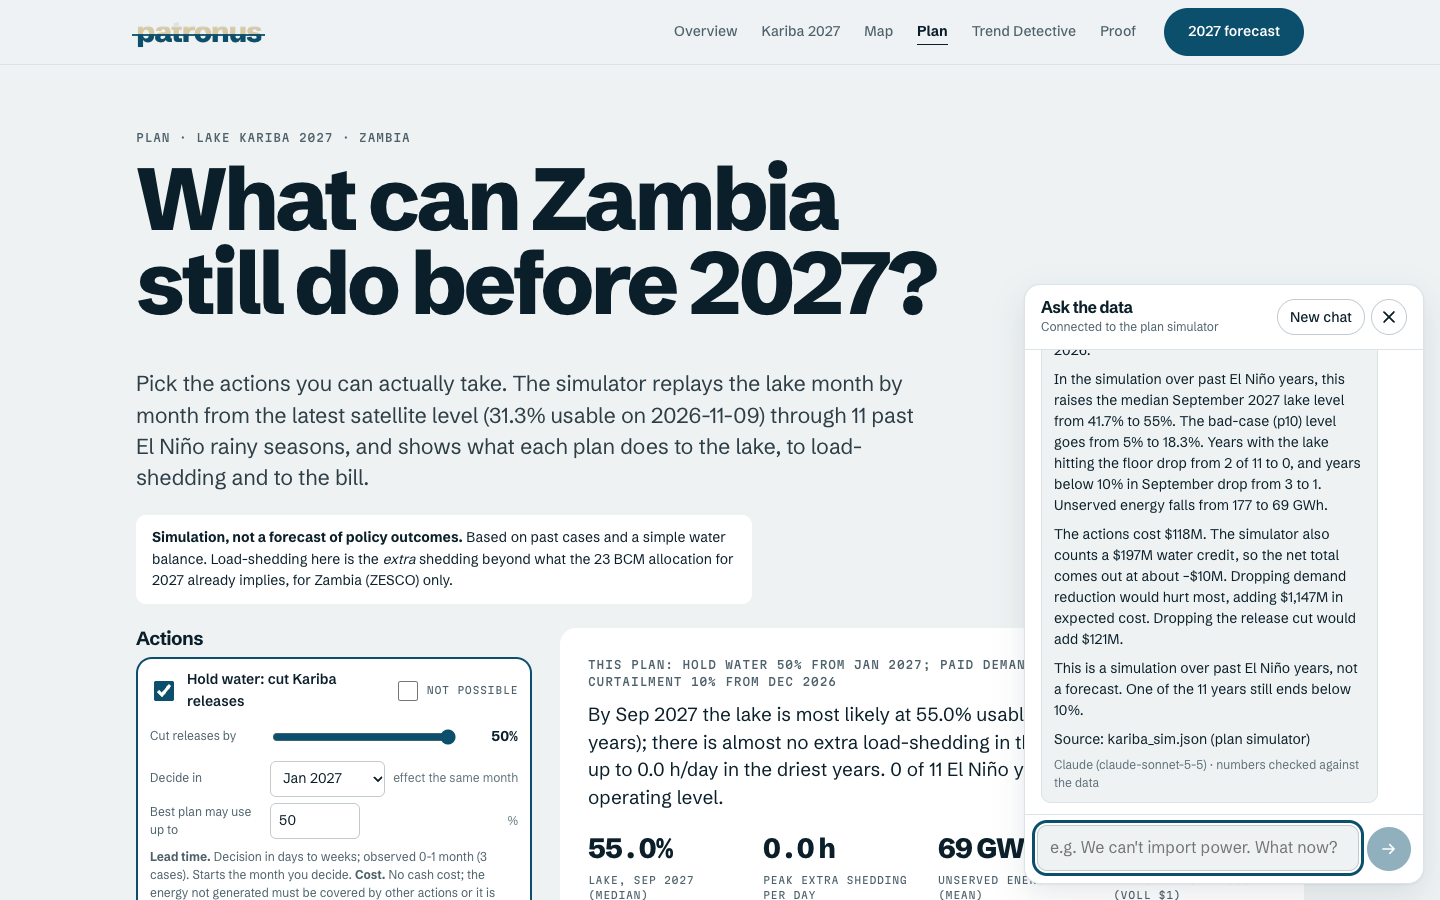 patronus
Overview Kariba 2027 Map Plan Trend Detective Proof 2027 forecast
PLAN · LAKE KARIBA 2027 · ZAMBIA
What can Zambia
still do before 2027?
Pick the actions you can actually take. The simulator replays the lake month by
month from the latest satellite level (31.3% usable on 2026-11-09) through 11 past
El Niño rainy seasons, and shows what each plan does to the lake, to load-
shedding and to the bill.
Simulation, not a forecast of policy outcomes. Based on past cases and a simple water
balance. Load-shedding here is the extra shedding beyond what the 23 BCM allocation for
2027 already implies, for Zambia (ZESCO) only.
Actions
Hold water: cut Kariba
releases
NOT POSSIBLE
Cut releases by 50%
Decide in Jan 2027 effect the same month
Best plan may use
up to
50 %
Lead time. Decision in days to weeks; observed 0-1 month (3
cases). Starts the month you decide. Cost. No cash cost; the
energy not generated must be covered by other actions or it is
THIS PLAN: HOLD WATER 50% FROM JAN 2027; PAID DEMAN
CURTAILMENT 10% FROM DEC 2026
By Sep 2027 the lake is most likely at 55.0% usabl
years); there is almost no extra load-shedding in
up to 0.0 h/day in the driest years. 0 of 11 El Niño y
operating level.
55.0% 0.0 h 69 GW
LAKE, SEP 2027
(MEDIAN)
PEAK EXTRA SHEDDING
PER DAY
UNSERVED ENER
(MEAN)
(VOLL $1)
Ask the data
Connected to the plan simulator
New chat
2026.
In the simulation over past El Niño years, this
raises the median September 2027 lake level
from 41.7% to 55%. The bad-case (p10) level
goes from 5% to 18.3%. Years with the lake
hitting the floor drop from 2 of 11 to 0, and years
below 10% in September drop from 3 to 1.
Unserved energy falls from 177 to 69 GWh.
The actions cost $118M. The simulator also
counts a $197M water credit, so the net total
comes out at about -$10M. Dropping demand
reduction would hurt most, adding $1,147M in
expected cost. Dropping the release cut would
add $121M.
This is a simulation over past El Niño years, not
a forecast. One of the 11 years still ends below
10%.
Source: kariba_sim.json (plan simulator)
Claude (claude-sonnet-5-5) · numbers checked against
the data
e.g. We can't import power. What now?